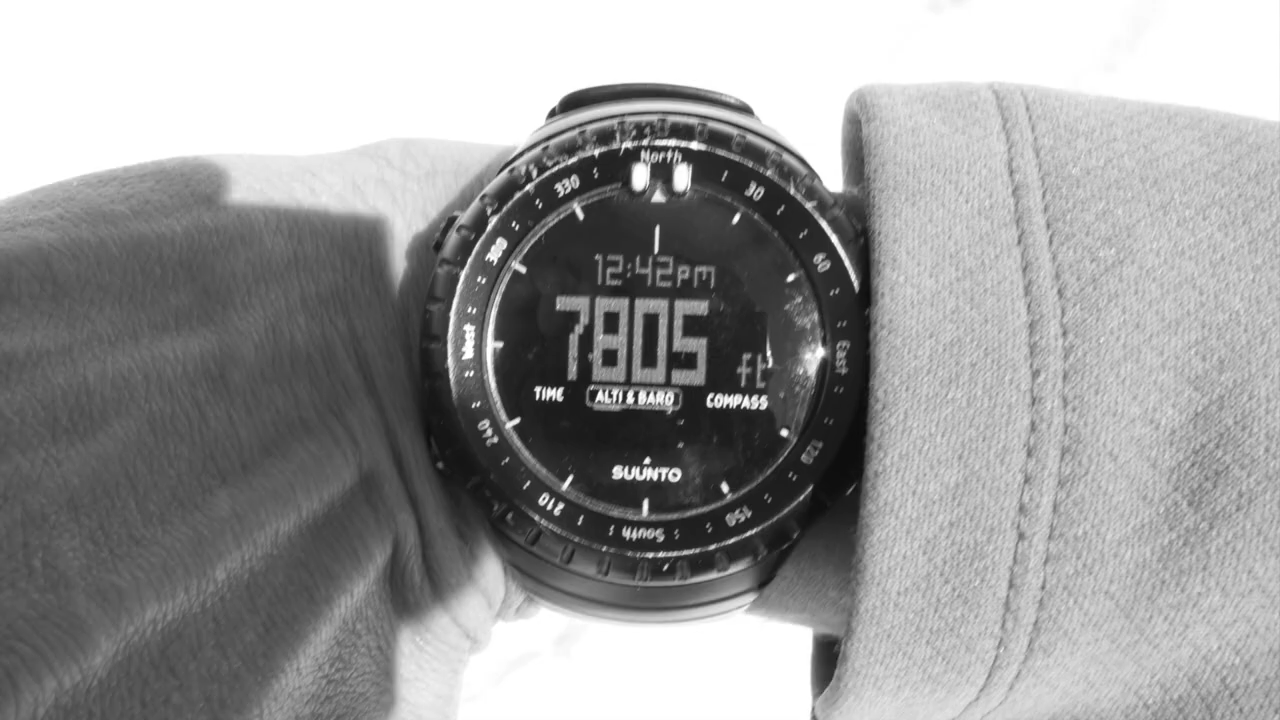 North
330
30
300
60
12:42PM
7805 ft
West
East
TIME
ALTI & BARO
COMPASS
240
120
SUUNTO
210
150
South